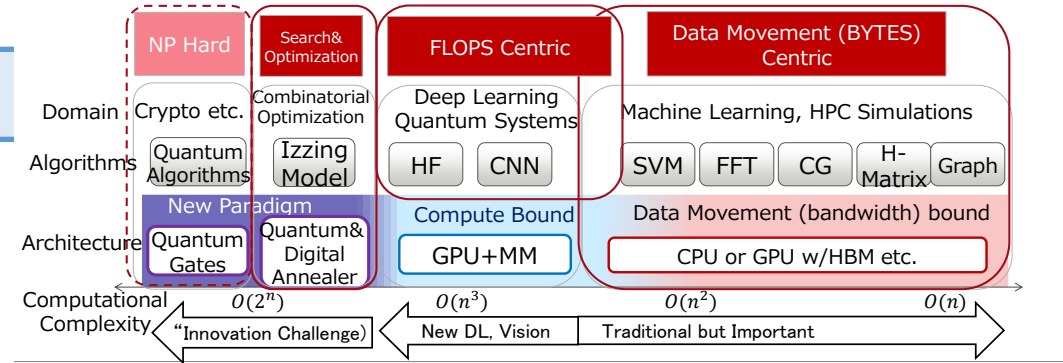 NP Hard
Search&
Optimization
FLOPS Centric
Data Movement (BYTES)
Centric
Domain
Crypto etc.
Combinatorial
Optimization
Deep Learning
Quantum Systems
Machine Learning, HPC Simulations
Algorithms
Quantum
Algorithms
Izzing
Model
HF
CNN
SVM
FFT
CG
H-
Matrix
Graph
New Paradigm
Compute Bound
Data Movement (bandwidth) bound
Architecture
Quantum
Gates
Quantum&
Digital
Annealer
GPU+MM
CPU or GPU w/HBM etc.
Computational
Complexity
O(2ⁿ)
O(n³)
O(n²)
O(n)
“Innovation Challenge)
New DL, Vision
Traditional but Important